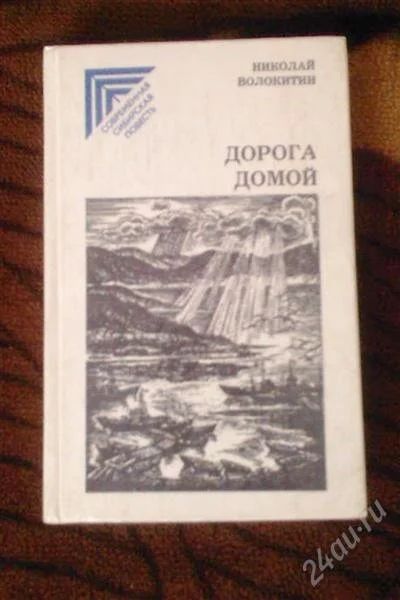 СОВРЕМЕННАЯ
СИБИРСКАЯ
ПОВЕСТЬ
НИКОЛАЙ
ВОЛОКИТИН
ДОРОГА
ДОМОЙ
24au.ru